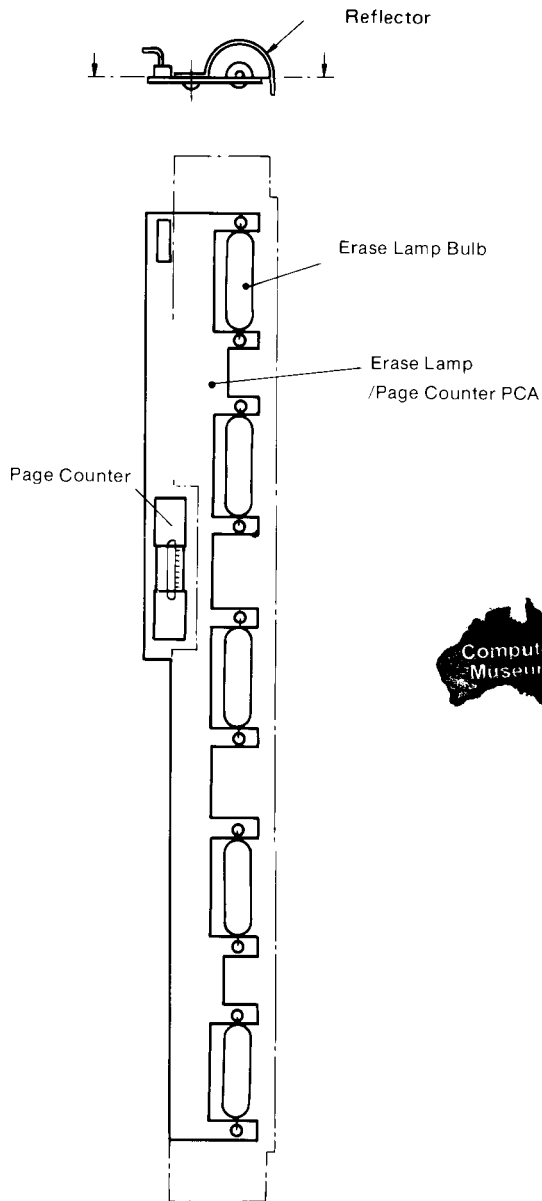 Reflector
Erase Lamp Bulb
Erase Lamp
/Page Counter PCA
Page Counter